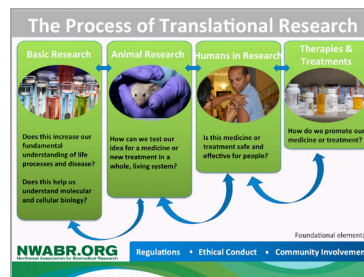 The Process of Translational Research
Basic Research
Does this increase our
fundamental
understanding of life
processes and disease?
Does this help us
understand molecular
and cellular biology?
Animal Research
How can we test our
idea for a medicine or
new treatment in a
whole, living system?
Humans in Research
Is this medicine or
treatment safe and
effective for people?
Therapies &
Treatments
How do we promote our
medicine or treatment?
Foundational elements
NWABR.ORG
Northwest Association for Biomedical Research
Regulations • Ethical Conduct • Community Involvement